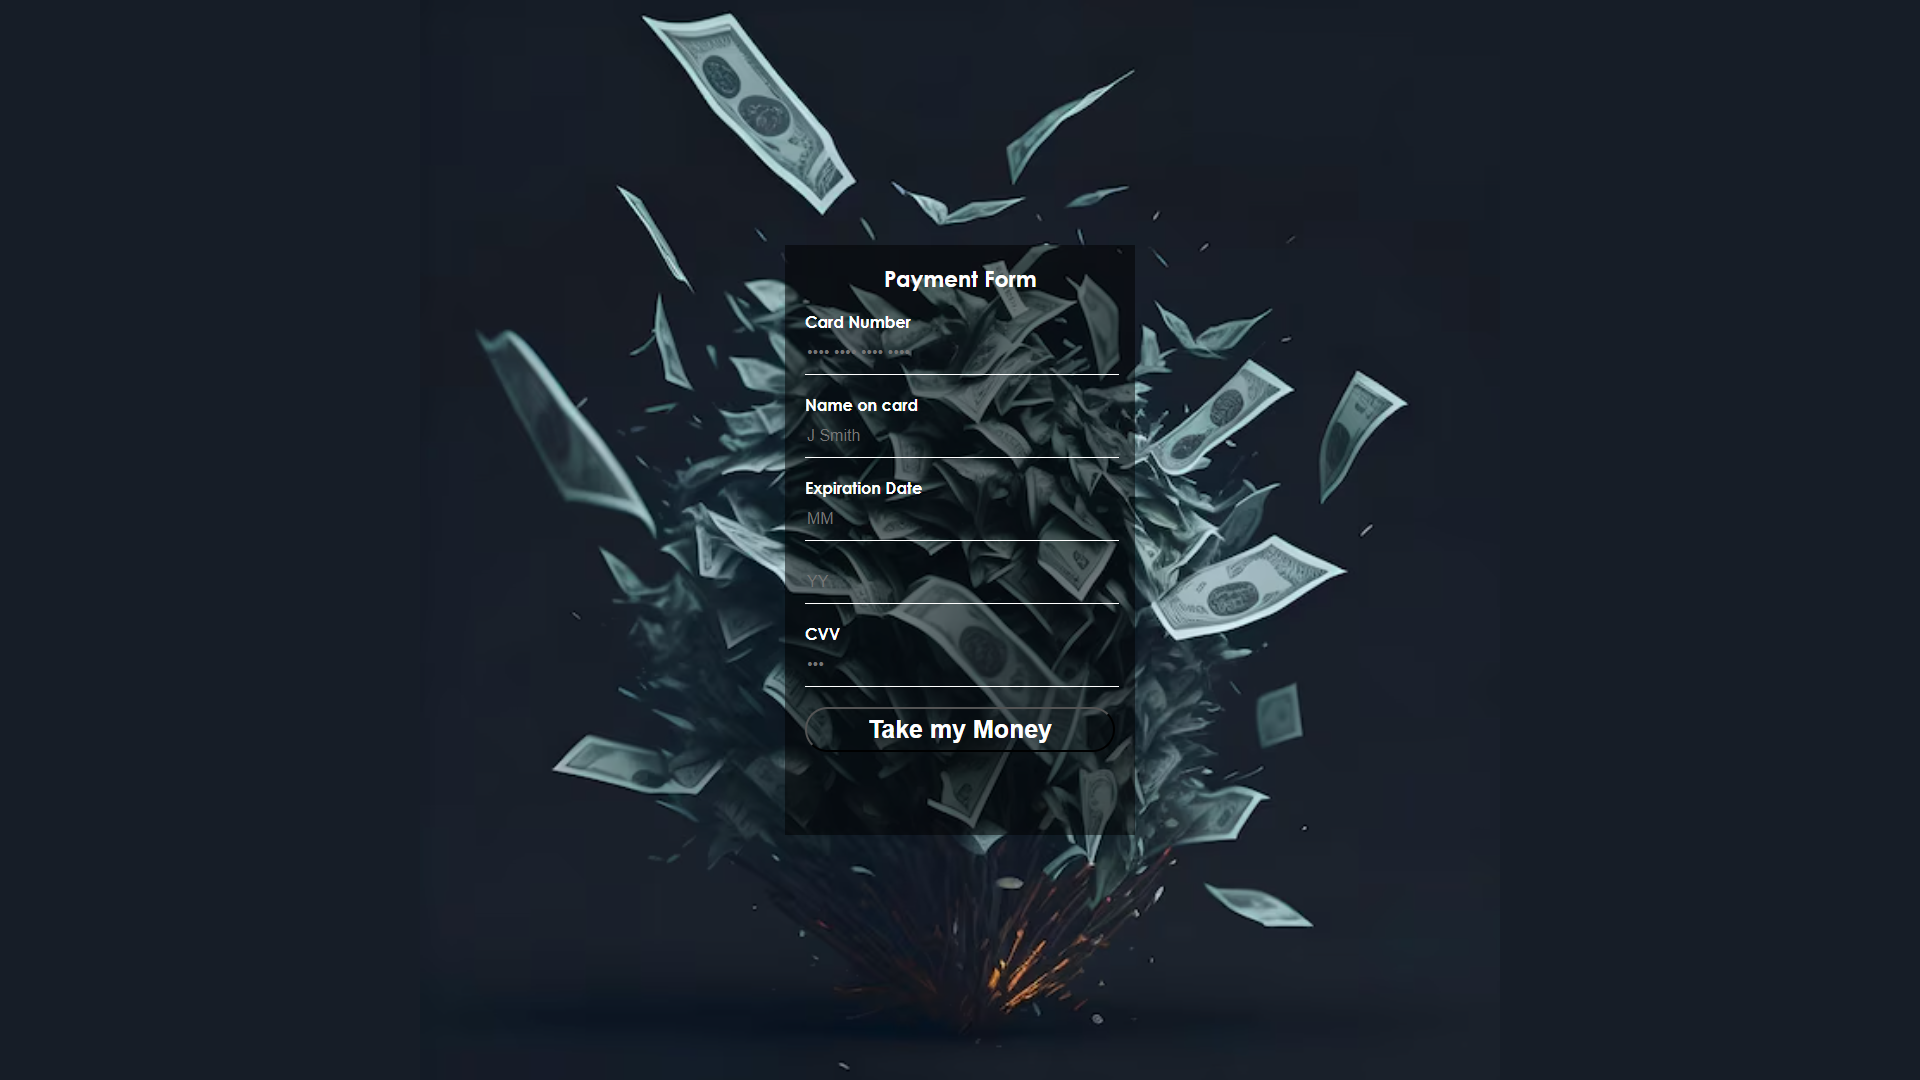 Payment Form
Card Number
•••• •••• •••• ••••
Name on card
J Smith
Expiration Date
MM
YY
CVV
•••
Take my Money